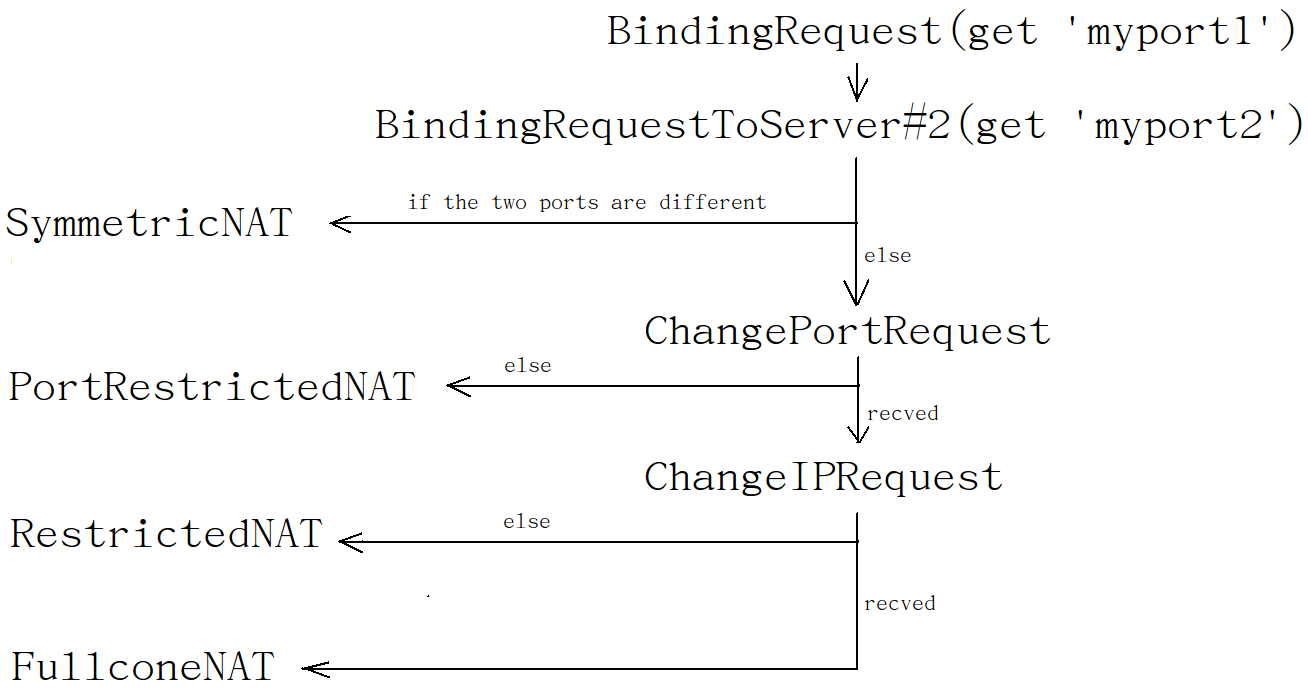 BindingRequest(get 'myport1')
BindingRequestToServer#2(get 'myport2')
if the two ports are different
SymmetricNAT
else
ChangePortRequest
else
PortRestrictedNAT
recved
ChangeIPRequest
else
RestrictedNAT
recved
FullconeNAT